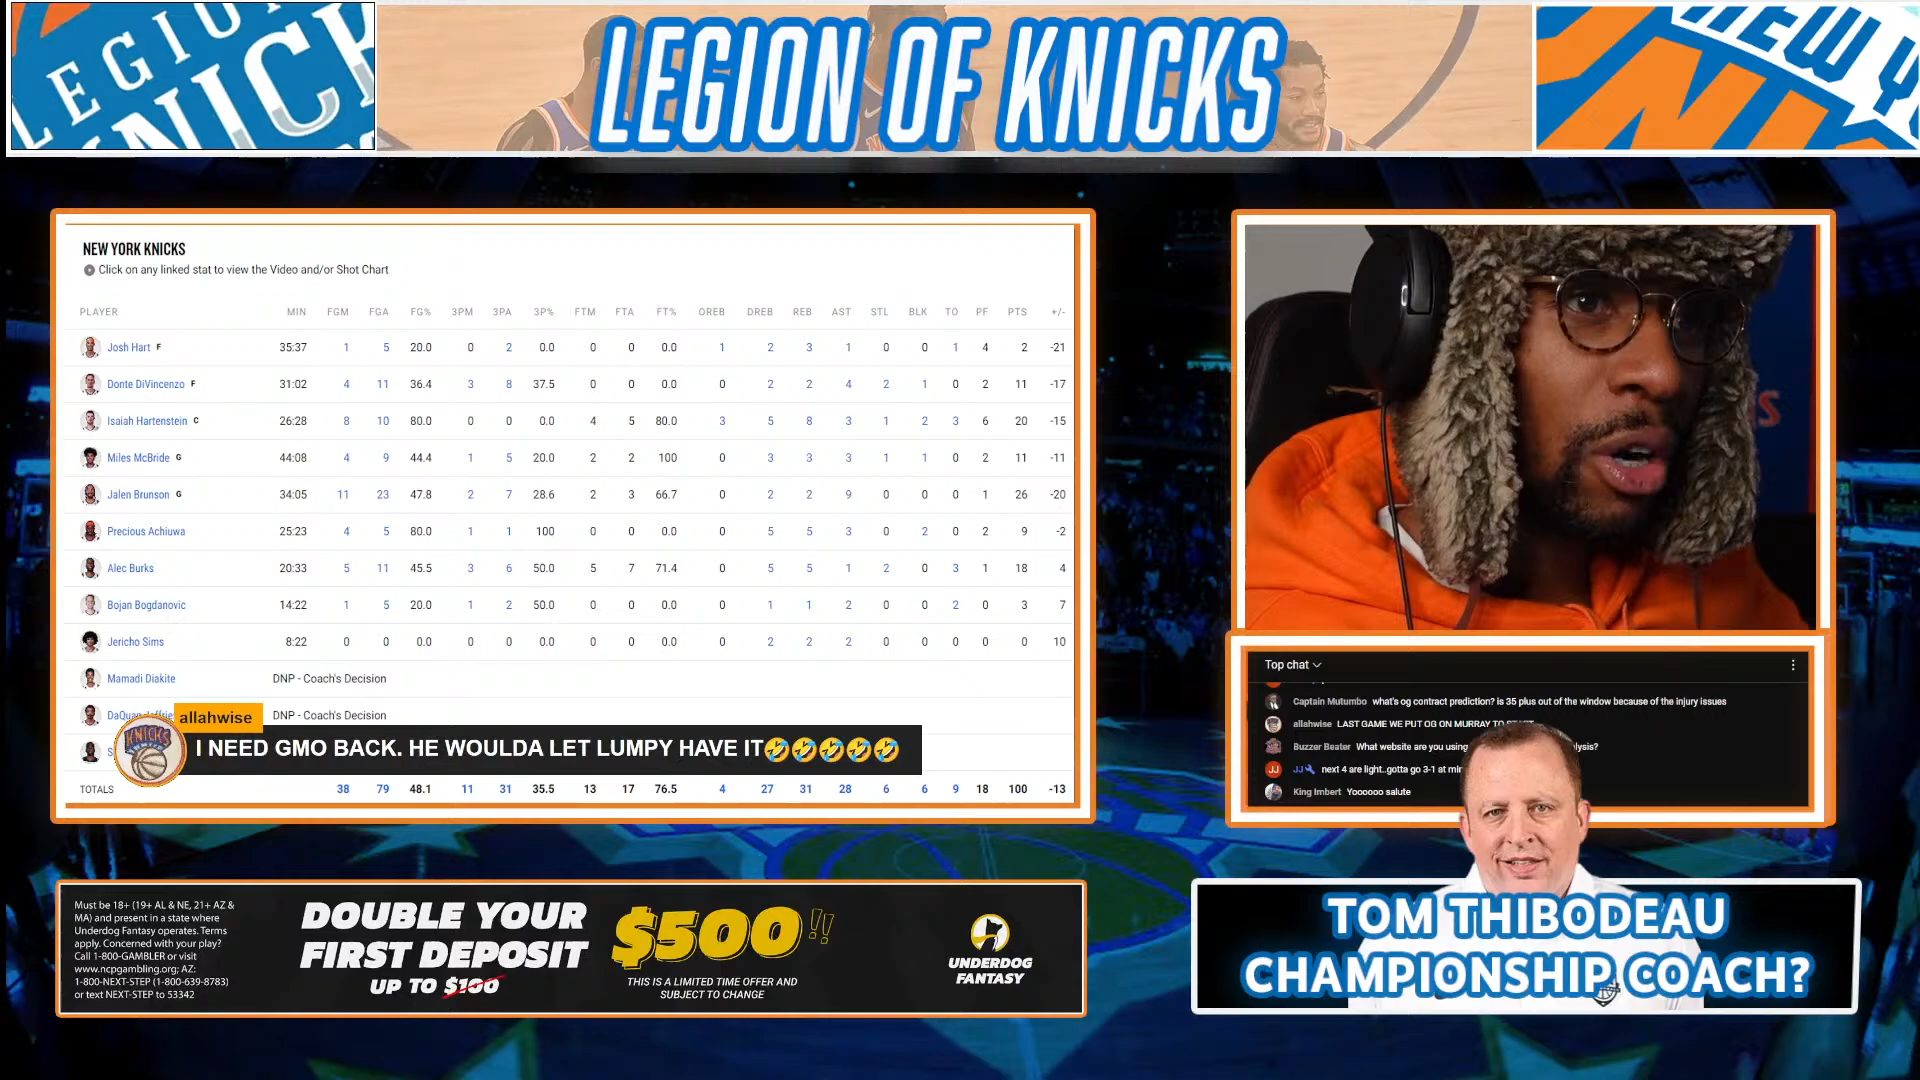 LEGION
KNICK
LEGION OF KNICKS
NEW Y
NEW YORK KNICKS
Click on any linked stat to view the Video and/or Shot Chart
PLAYER MIN FGM FGA FG% 3PM 3PA 3P% FTM FTA FT% OREB DREB REB AST STL BLK TO PF PTS +/-
Josh Hart F 35:37 1 5 20.0 0 2 0.0 0 0 0.0 1 2 3 1 0 0 1 4 2 -21
Donte DiVincenzo F 31:02 4 11 36.4 3 8 37.5 0 0 0.0 0 2 2 4 2 1 0 2 11 -17
Isaiah Hartenstein C 26:28 8 10 80.0 0 0 0.0 4 5 80.0 3 5 8 3 1 2 3 6 20 -15
Miles McBride G 44:08 4 9 44.4 1 5 20.0 2 2 100 0 3 3 3 1 1 0 2 11 -11
Jalen Brunson G 34:05 11 23 47.8 2 7 28.6 2 3 66.7 0 2 2 9 0 0 0 1 26 -20
Precious Achiuwa 25:23 4 5 80.0 1 1 100 0 0 0.0 0 5 5 3 0 2 0 2 9 -2
Alec Burks 20:33 5 11 45.5 3 6 50.0 5 7 71.4 0 5 5 1 2 0 3 1 18 4
Bojan Bogdanovic 14:22 1 5 20.0 1 2 50.0 0 0 0.0 0 1 1 2 0 0 2 0 3 7
Jericho Sims 8:22 0 0 0.0 0 0 0.0 0 0 0.0 0 2 2 2 0 0 0 0 0 10
Mamadi Diakite DNP - Coach's Decision
DaQuan DNP - Coach's Decision
allahwise
KNICKS
I NEED GMO BACK. HE WOULDA LET LUMPY HAVE IT🤣🤣🤣🤣🤣
TOTALS 38 79 48.1 11 31 35.5 13 17 76.5 4 27 31 28 6 6 9 18 100 -13
Top chat
Captain Mutumbo what's og contract prediction? is 35 plus out of the window because of the injury issues
allahwise LAST GAME WE PUT OG ON MURRAY TO
Buzzer Beater What website are you using
JJ JJ next 4 are light..gotta go 3-1 at
King Imbert Yoooooo salute
Must be 18+ (19+ AL & NE, 21+ AZ &
MA) and present in a state where
Underdog Fantasy operates. Terms
apply. Concerned with your play?
Call 1-800-GAMBLER or visit
www.ncpgambling.org; AZ:
1-800-NEXT-STEP (1-800-639-8783)
or text NEXT-STEP to 53342
DOUBLE YOUR
FIRST DEPOSIT
UP TO $100
$500!!
THIS IS A LIMITED TIME OFFER AND
SUBJECT TO CHANGE
UNDERDOG
FANTASY
TOM THIBODEAU
CHAMPIONSHIP COACH?